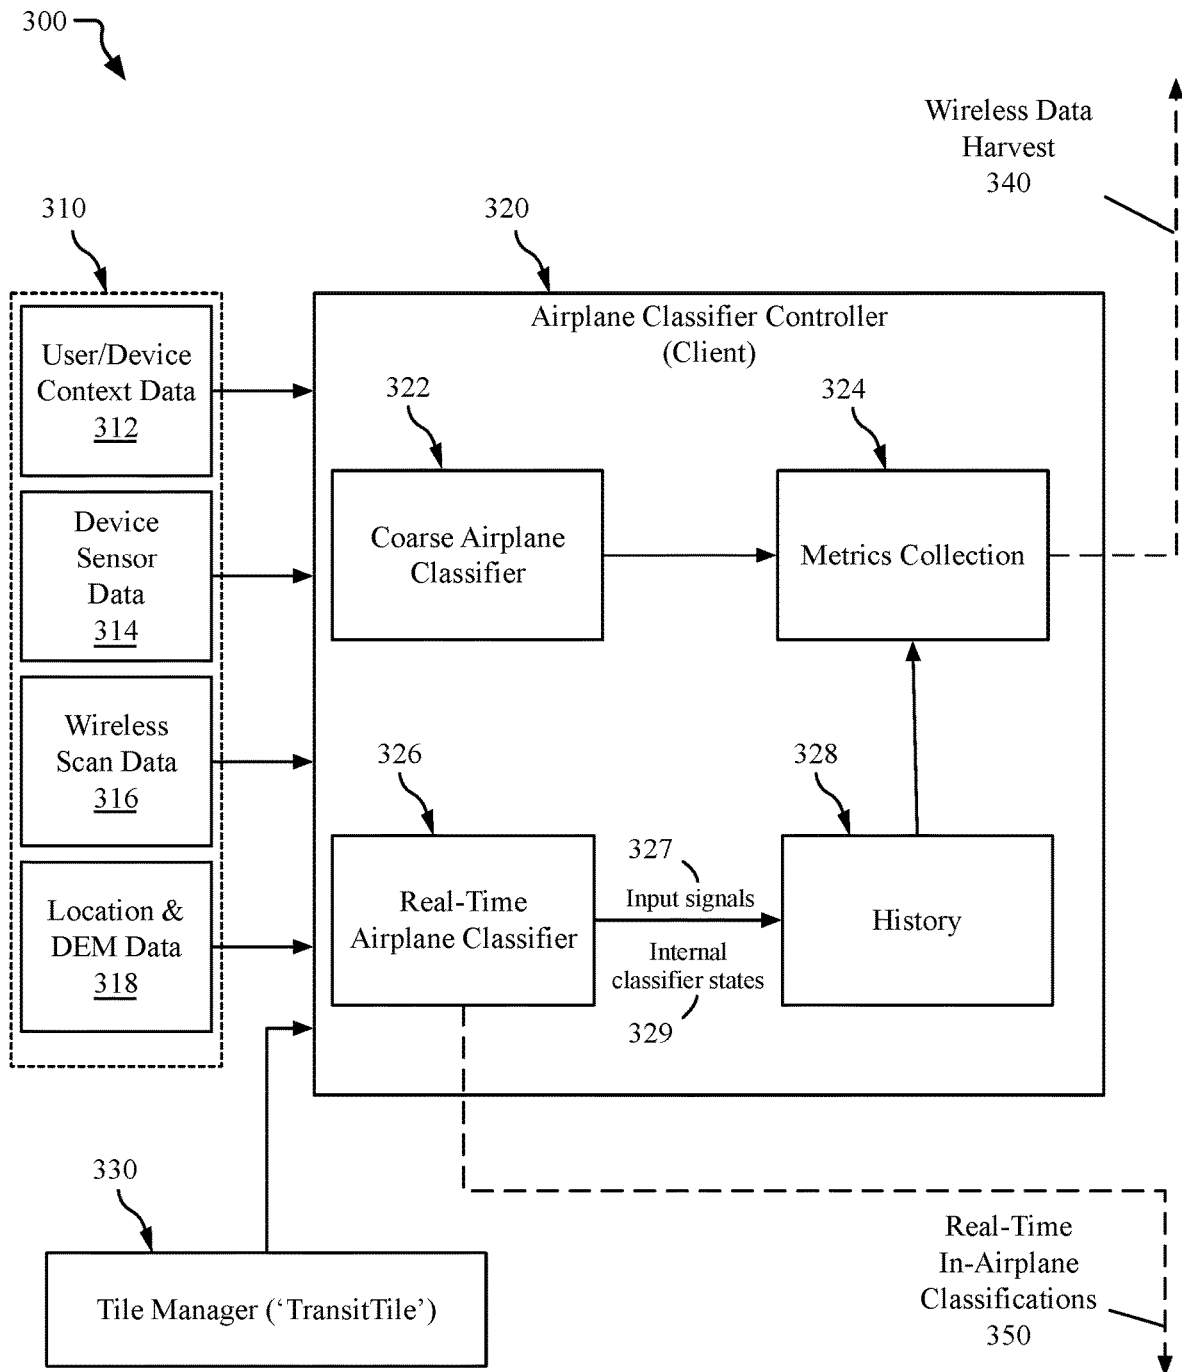 300
Wireless Data
Harvest
340
310
320
User/Device
Context Data
312
Device
Sensor
Data
314
Wireless
Scan Data
316
Location &
DEM Data
318
Airplane Classifier Controller
(Client)
322
324
Coarse Airplane
Classifier
Metrics Collection
326
328
Real-Time
Airplane Classifier
327
Input signals
Internal
classifier states
329
History
330
Tile Manager (‘TransitTile’)
Real-Time
In-Airplane
Classifications
350